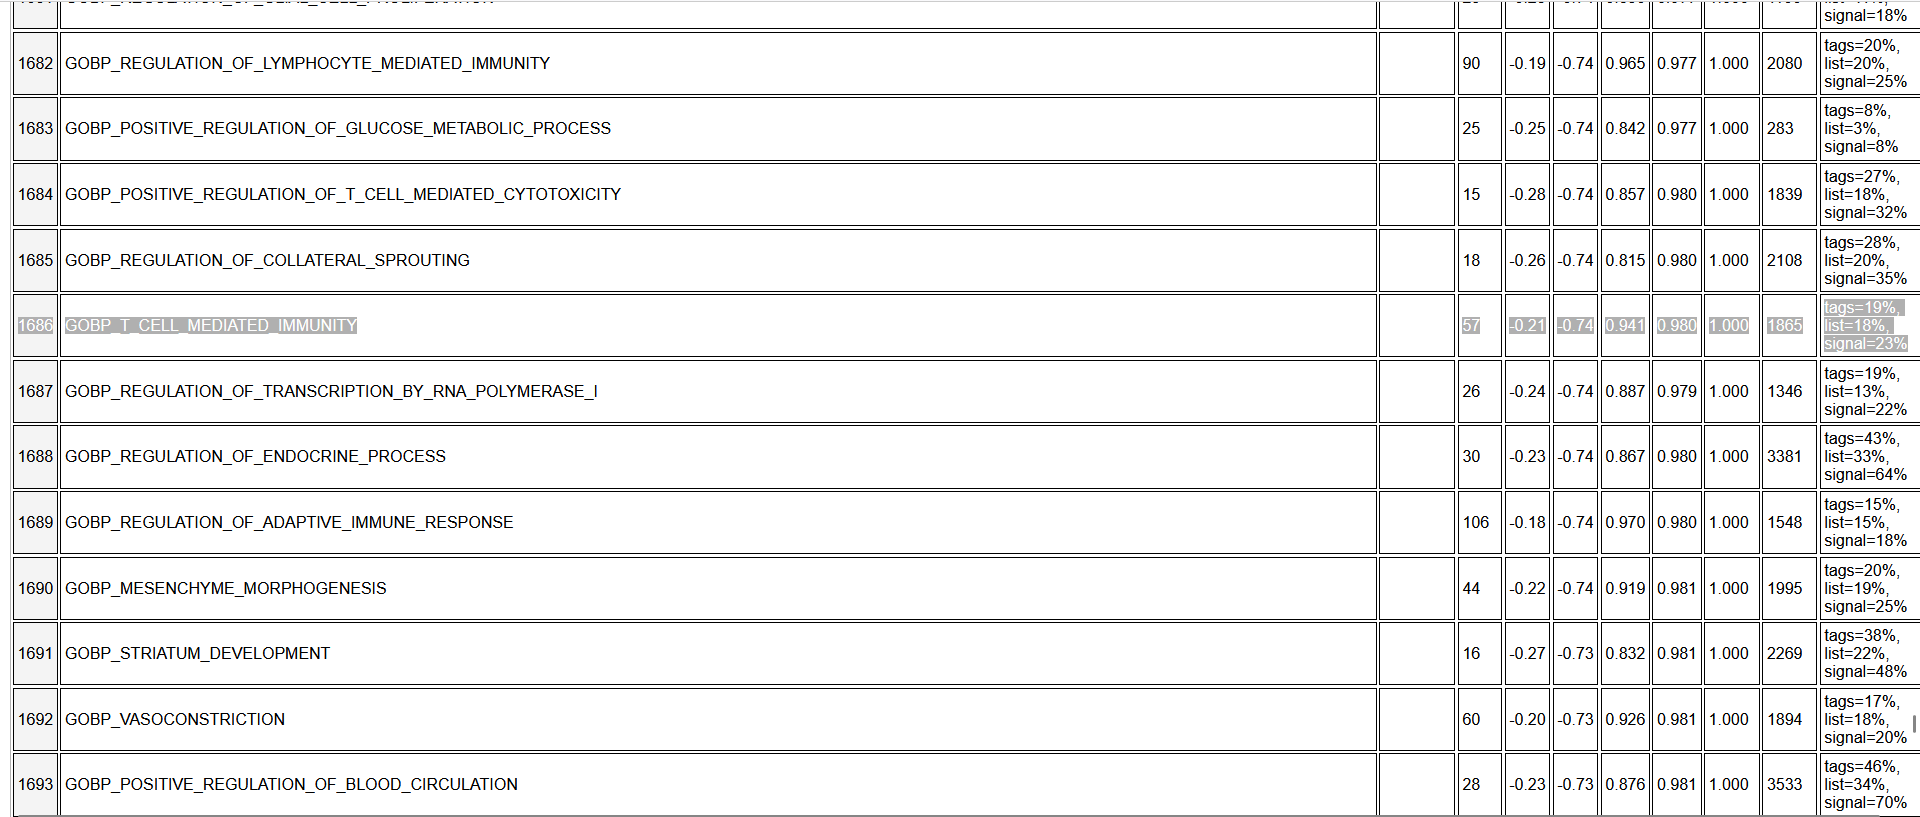 signal=18%
1682 GOBP_REGULATION_OF_LYMPHOCYTE_MEDIATED_IMMUNITY 90 -0.19 -0.74 0.965 0.977 1.000 2080 tags=20%,
list=20%,
signal=25%
1683 GOBP_POSITIVE_REGULATION_OF_GLUCOSE_METABOLIC_PROCESS 25 -0.25 -0.74 0.842 0.977 1.000 283 tags=8%,
list=3%,
signal=8%
1684 GOBP_POSITIVE_REGULATION_OF_T_CELL_MEDIATED_CYTOTOXICITY 15 -0.28 -0.74 0.857 0.980 1.000 1839 tags=27%,
list=18%,
signal=32%
1685 GOBP_REGULATION_OF_COLLATERAL_SPROUTING 18 -0.26 -0.74 0.815 0.980 1.000 2108 tags=28%,
list=20%,
signal=35%
1686 GOBP_T_CELL_MEDIATED_IMMUNITY 57 -0.21 -0.74 0.941 0.980 1.000 1865 tags=19%,
list=18%,
signal=23%
1687 GOBP_REGULATION_OF_TRANSCRIPTION_BY_RNA_POLYMERASE_I 26 -0.24 -0.74 0.887 0.979 1.000 1346 tags=19%,
list=13%,
signal=22%
1688 GOBP_REGULATION_OF_ENDOCRINE_PROCESS 30 -0.23 -0.74 0.867 0.980 1.000 3381 tags=43%,
list=33%,
signal=64%
1689 GOBP_REGULATION_OF_ADAPTIVE_IMMUNE_RESPONSE 106 -0.18 -0.74 0.970 0.980 1.000 1548 tags=15%,
list=15%,
signal=18%
1690 GOBP_MESENCHYME_MORPHOGENESIS 44 -0.22 -0.74 0.919 0.981 1.000 1995 tags=20%,
list=19%,
signal=25%
1691 GOBP_STRIATUM_DEVELOPMENT 16 -0.27 -0.73 0.832 0.981 1.000 2269 tags=38%,
list=22%,
signal=48%
1692 GOBP_VASOCONSTRICTION 60 -0.20 -0.73 0.926 0.981 1.000 1894 tags=17%,
list=18%,
signal=20%
1693 GOBP_POSITIVE_REGULATION_OF_BLOOD_CIRCULATION 28 -0.23 -0.73 0.876 0.981 1.000 3533 tags=46%,
list=34%,
signal=70%